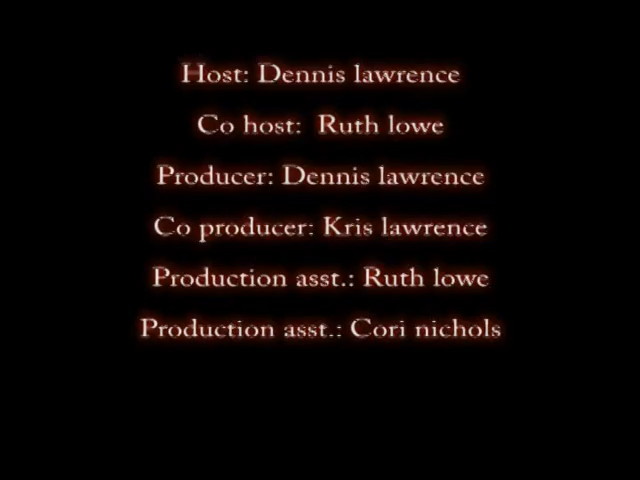 Host: Dennis lawrence
Co host:  Ruth lowe
Producer: Dennis lawrence
Co producer: Kris lawrence
Production asst.: Ruth lowe
Production asst.: Cori nichols